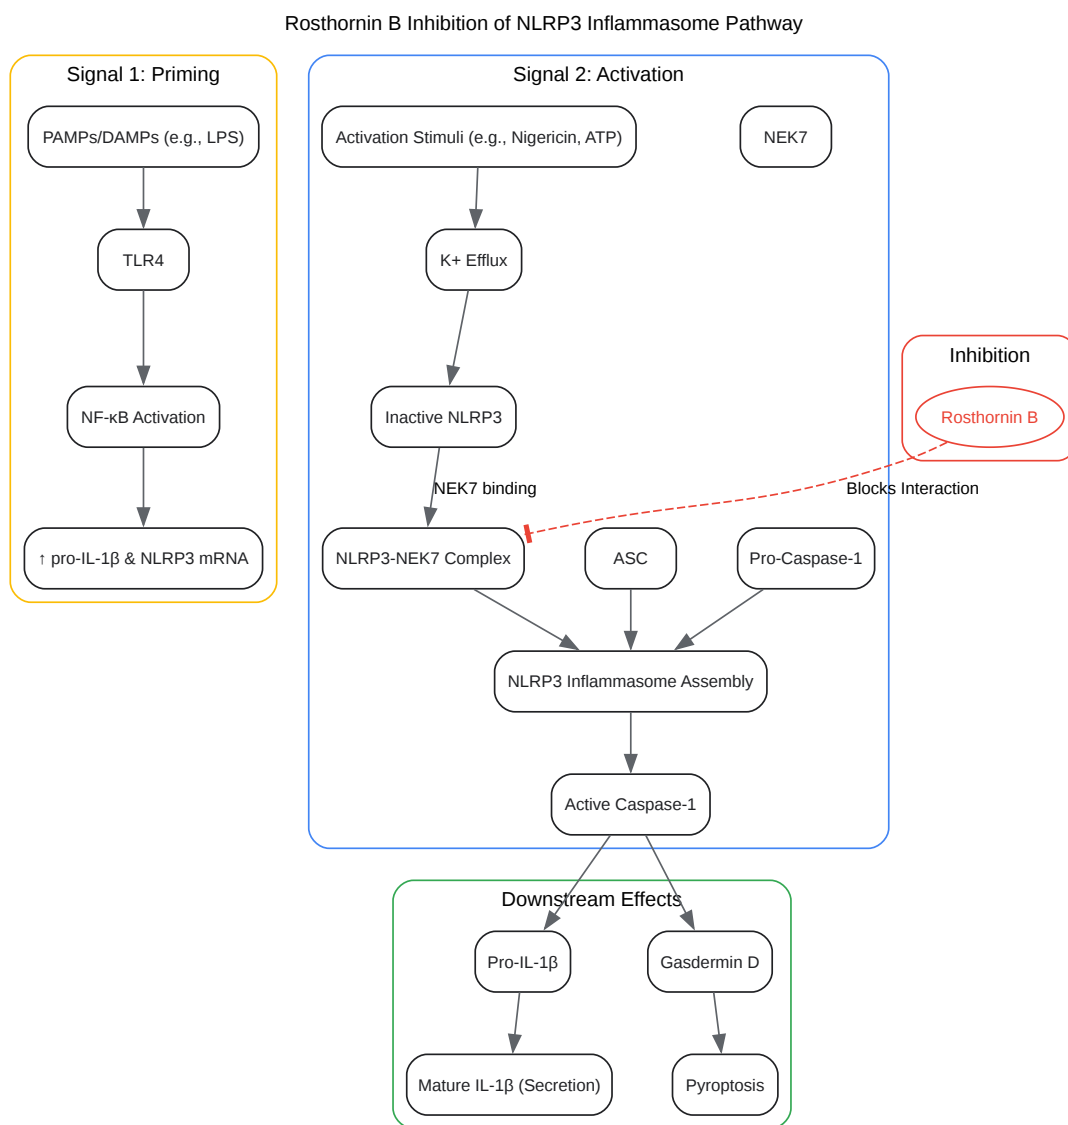 Rosthornin B Inhibition of NLRP3 Inflammasome Pathway
Signal 1: Priming
PAMPs/DAMPs (e.g., LPS)
TLR4
NF-κB Activation
↑ pro-IL-1β & NLRP3 mRNA
Signal 2: Activation
Activation Stimuli (e.g., Nigericin, ATP)
NEK7
K+ Efflux
Inactive NLRP3
NEK7 binding
NLRP3-NEK7 Complex
ASC
Pro-Caspase-1
NLRP3 Inflammasome Assembly
Active Caspase-1
Inhibition
Rosthornin B
Blocks Interaction
Downstream Effects
Pro-IL-1β
Gasdermin D
Mature IL-1β (Secretion)
Pyroptosis